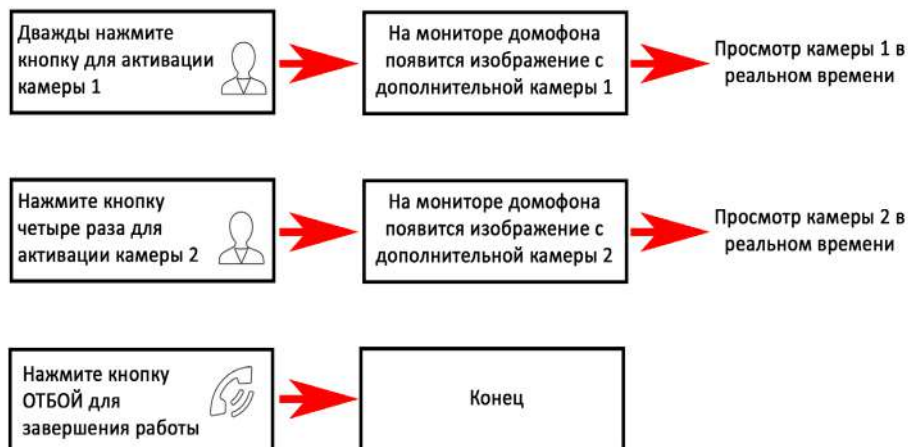 Дважды нажмите
кнопку для активации
камеры 1
На мониторе домофона
появится изображение с
дополнительной камеры 1
Просмотр камеры 1 в
реальном времени
Нажмите кнопку
четыре раза для
активации камеры 2
На мониторе домофона
появится изображение с
дополнительной камеры 2
Просмотр камеры 2 в
реальном времени
Нажмите кнопку
ОТБОЙ для
завершения работы
Конец